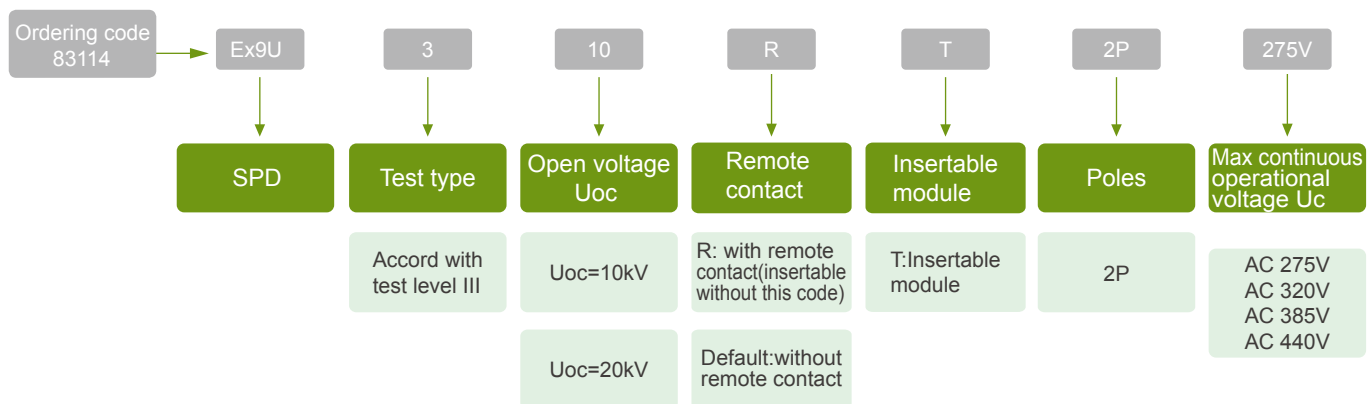 Ordering code
83114
Ex9U
3
10
R
T
2P
275V
SPD
Test type
Open voltage
Uoc
Remote
contact
Insertable
module
Poles
Max continuous
operational
voltage Uc
Accord with
test level III
Uoc=10kV
R: with remote
contact(insertable
without this code)
T:Insertable
module
2P
AC 275V
AC 320V
AC 385V
AC 440V
Uoc=20kV
Default:without
remote contact